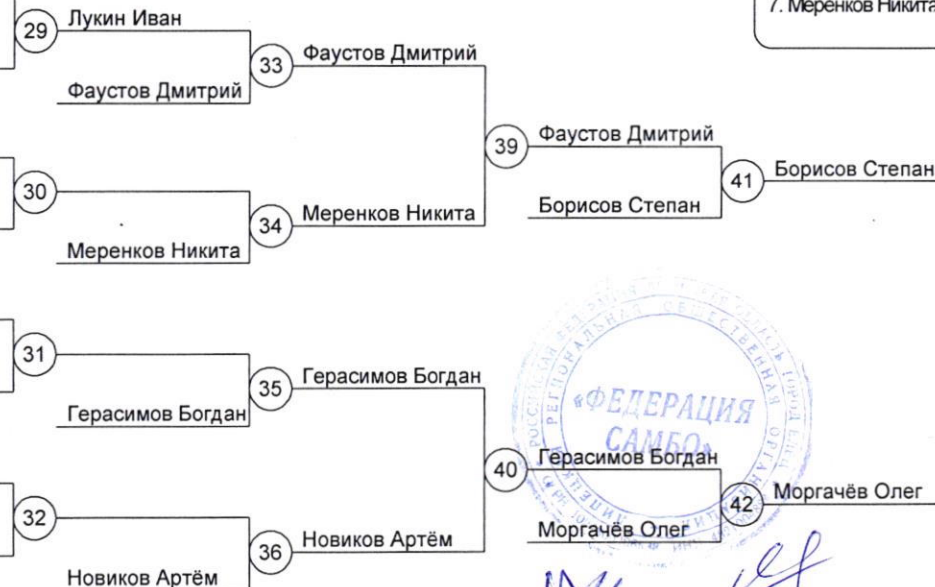 7. Меренков Никита
29 Лукин Иван
33 Фаустов Дмитрий
Фаустов Дмитрий
39 Фаустов Дмитрий
41 Борисов Степан
30
34 Меренков Никита
Борисов Степан
Меренков Никита
31
35 Герасимов Богдан
Герасимов Богдан
«ФЕДЕРАЦИЯ
САМБО»
40 Герасимов Богдан
42 Моргачёв Олег
32
Моргачёв Олег
36 Новиков Артём
Новиков Артём